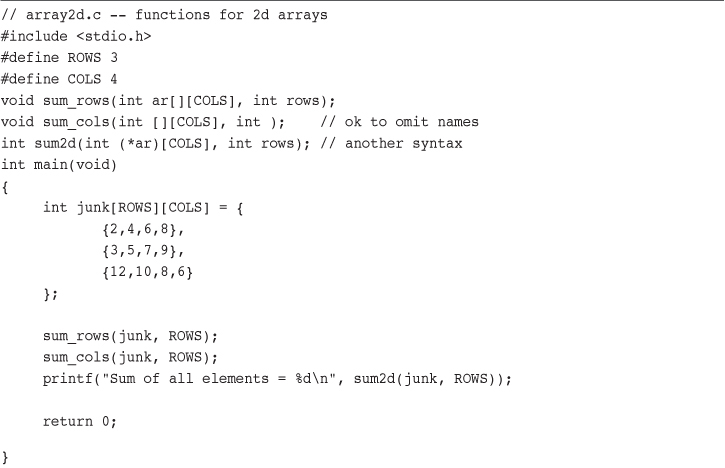 // array2d.c -- functions for 2d arrays
#include <stdio.h>
#define ROWS 3
#define COLS 4
void sum_rows(int ar[][COLS], int rows);
void sum_cols(int [][COLS], int );    // ok to omit names
int sum2d(int (*ar)[COLS], int rows); // another syntax
int main(void)
{
     int junk[ROWS][COLS] = {
            {2,4,6,8},
            {3,5,7,9},
            {12,10,8,6}
     };

     sum_rows(junk, ROWS);
     sum_cols(junk, ROWS);
     printf("Sum of all elements = %d\n", sum2d(junk, ROWS));

     return 0;

}